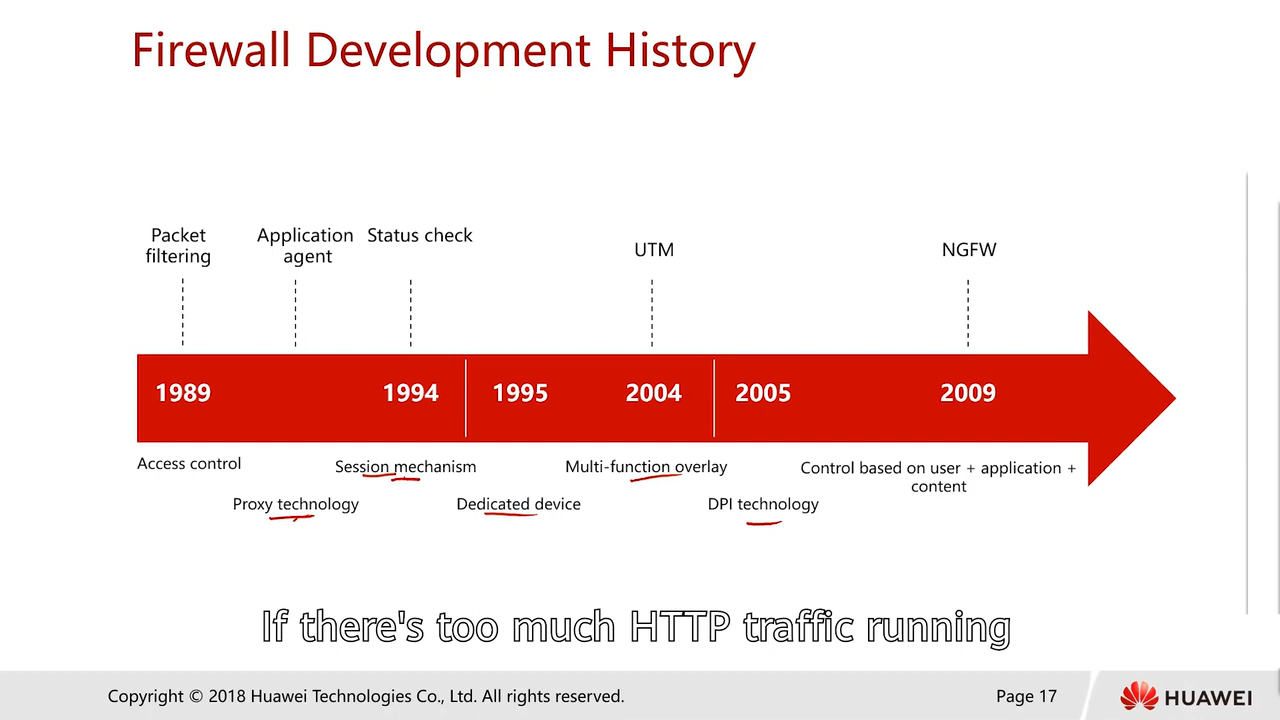 Firewall Development History
Packet
filtering
Application
agent
Status check
UTM
NGFW
1989
1994
1995
2004
2005
2009
Access control
Session mechanism
Multi-function overlay
Control based on user + application +
content
Proxy technology
Dedicated device
DPI technology
If there's too much HTTP traffic running
Copyright © 2018 Huawei Technologies Co., Ltd. All rights reserved.
Page 17
HUAWEI